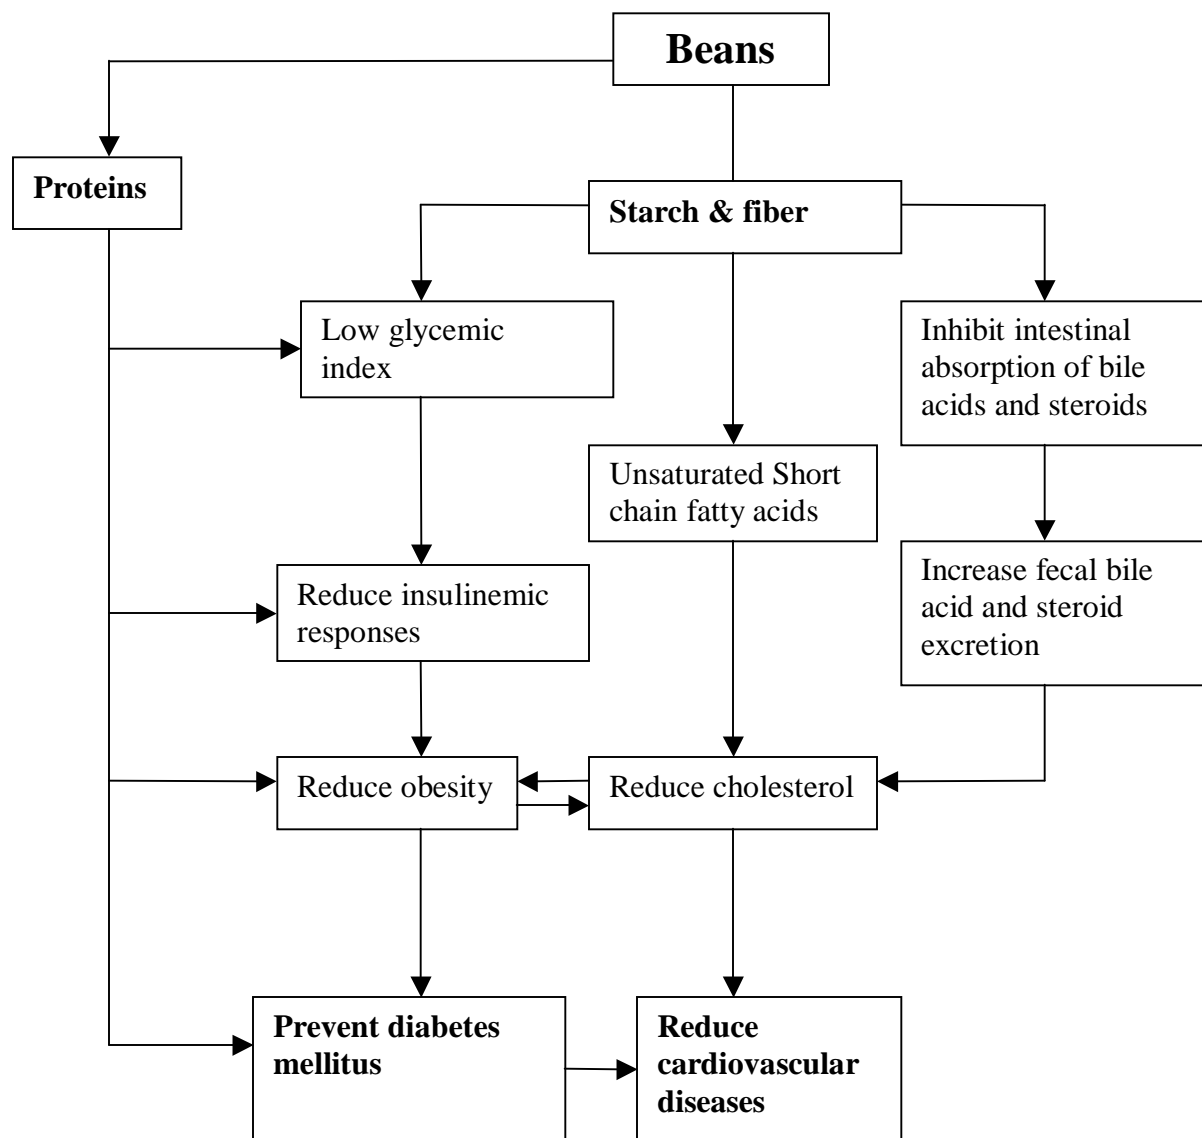 Beans
Proteins
Starch & fiber
Low glycemic
index
Inhibit intestinal
absorption of bile
acids and steroids
Unsaturated Short
chain fatty acids
Increase fecal bile
acid and steroid
excretion
Reduce insulinemic
responses
Reduce obesity
Reduce cholesterol
Prevent diabetes
mellitus
Reduce
cardiovascular
diseases